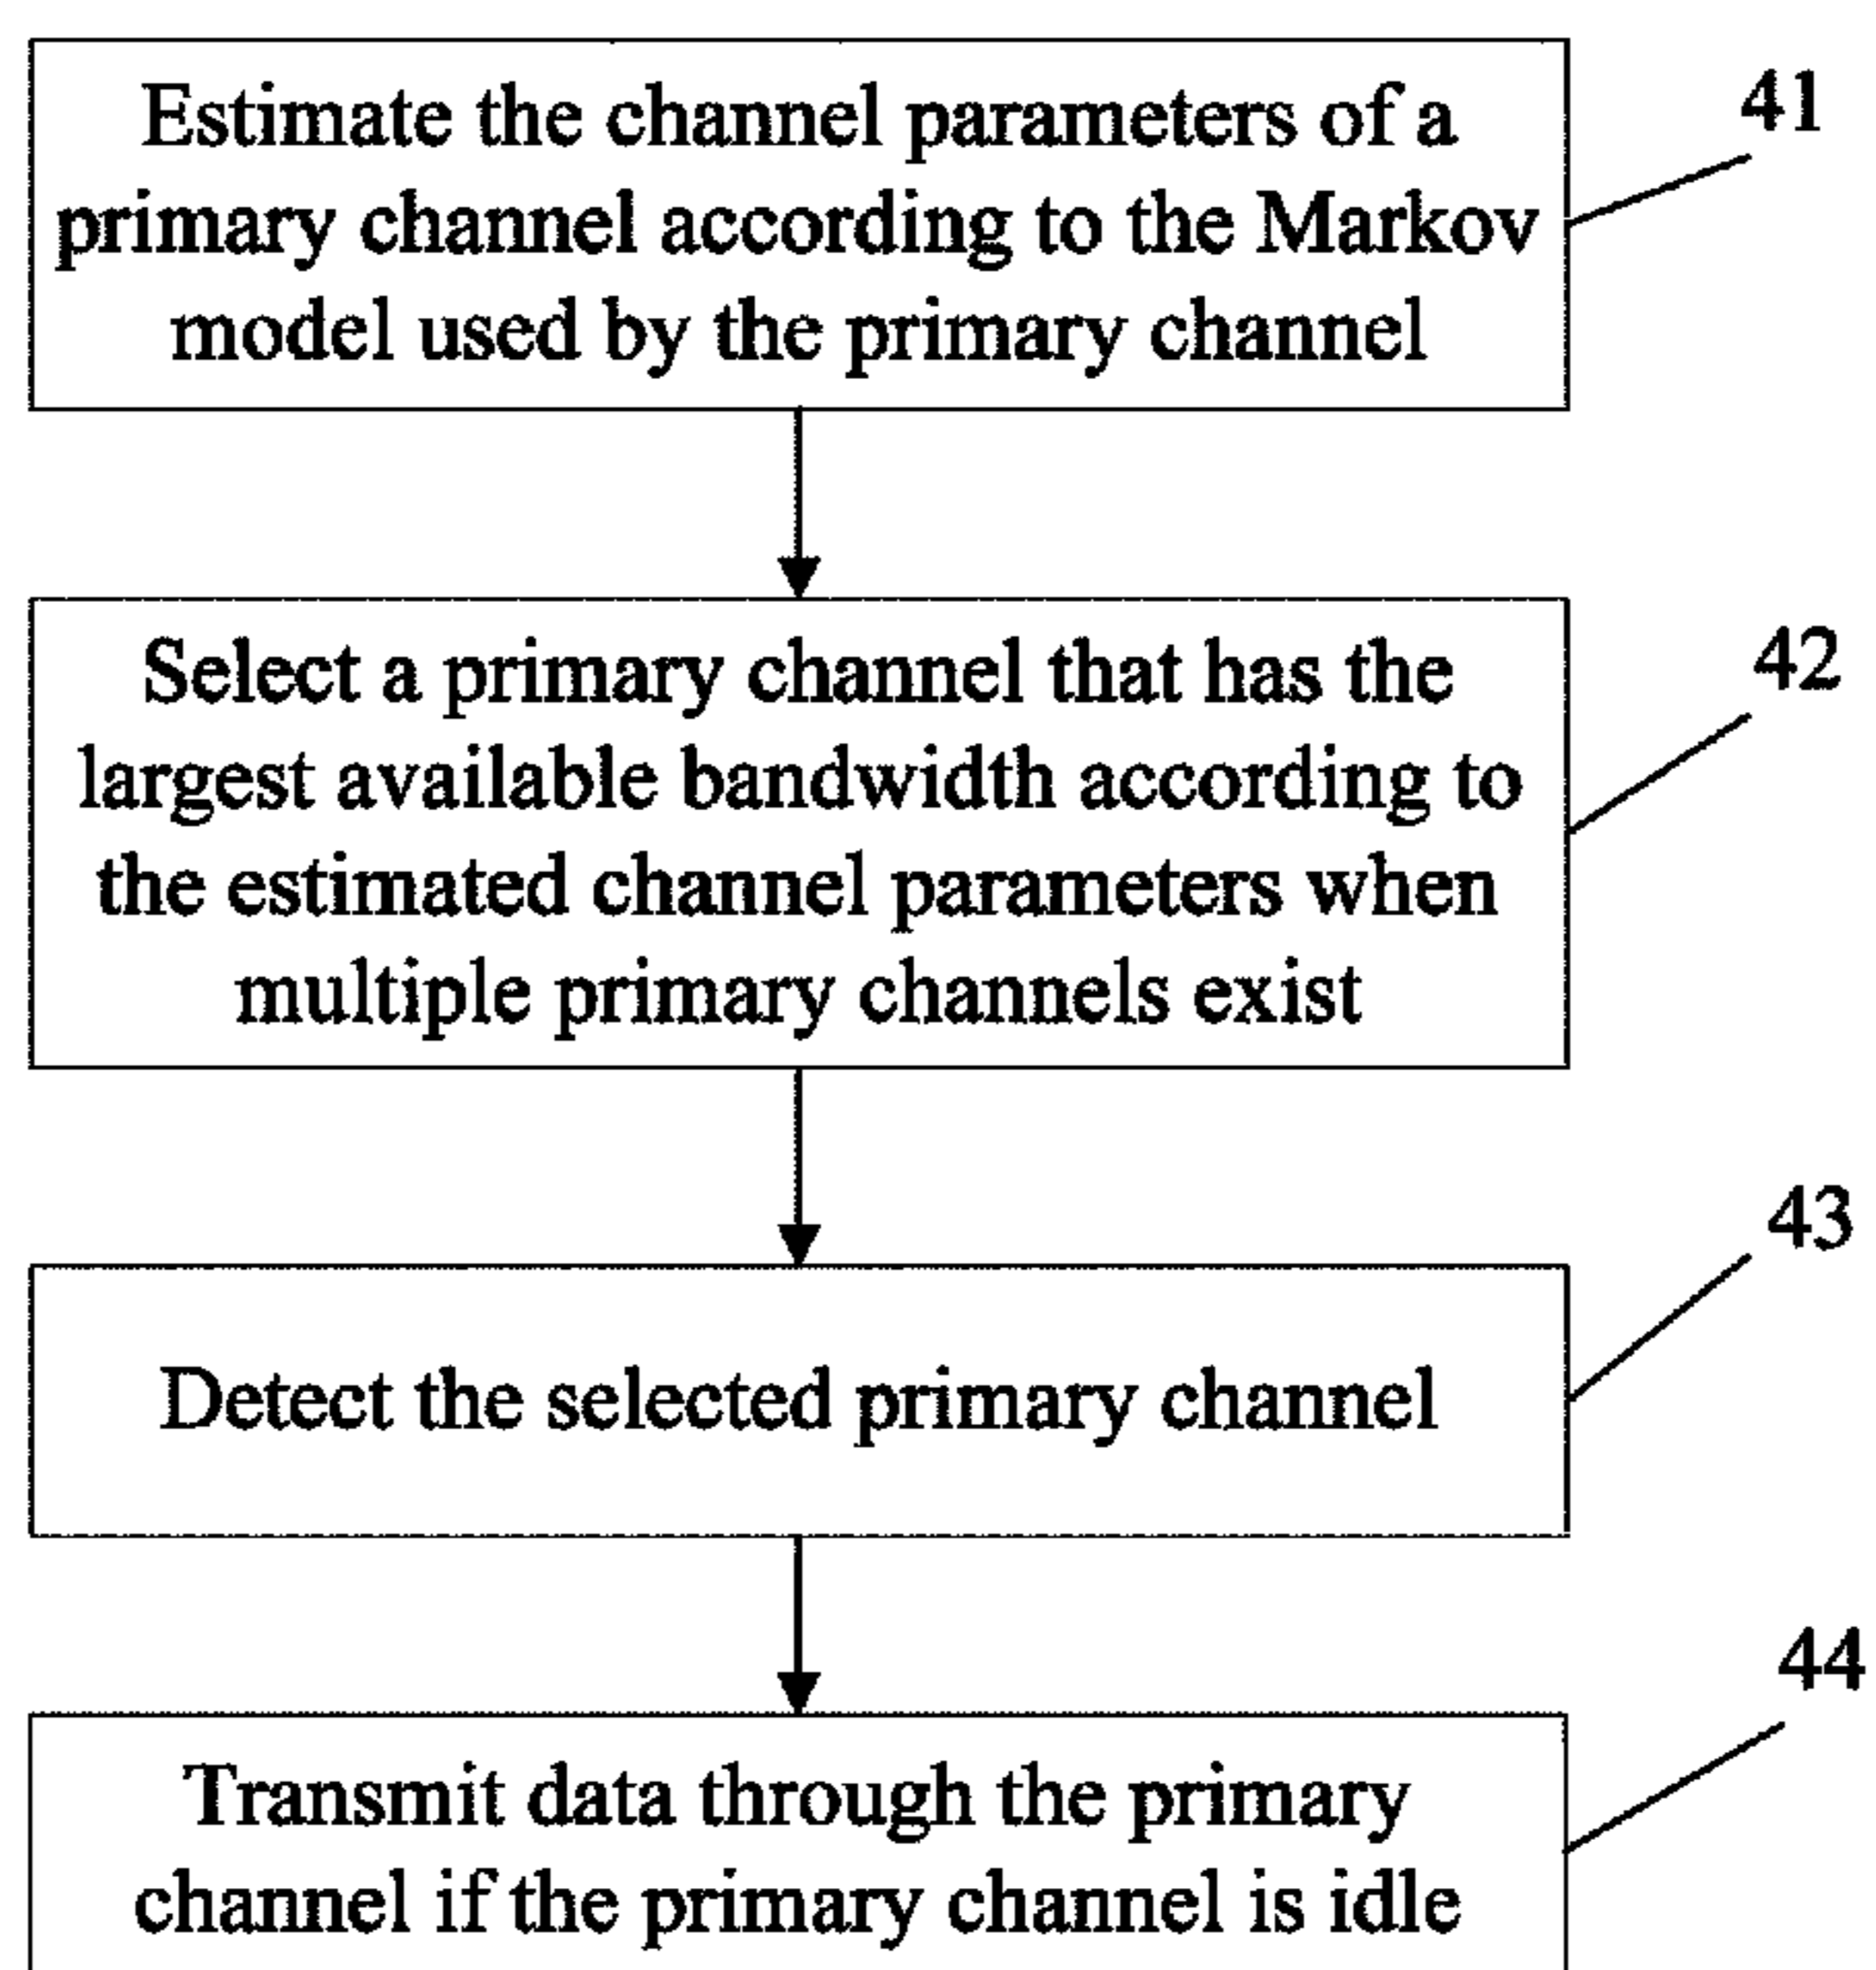 Estimate the channel parameters of a
primary channel according to the Markov
model used by the primary channel
41
Select a primary channel that has the
largest available bandwidth according to
the estimated channel parameters when
multiple primary channels exist
42
Detect the selected primary channel
43
Transmit data through the primary
channel if the primary channel is idle
44